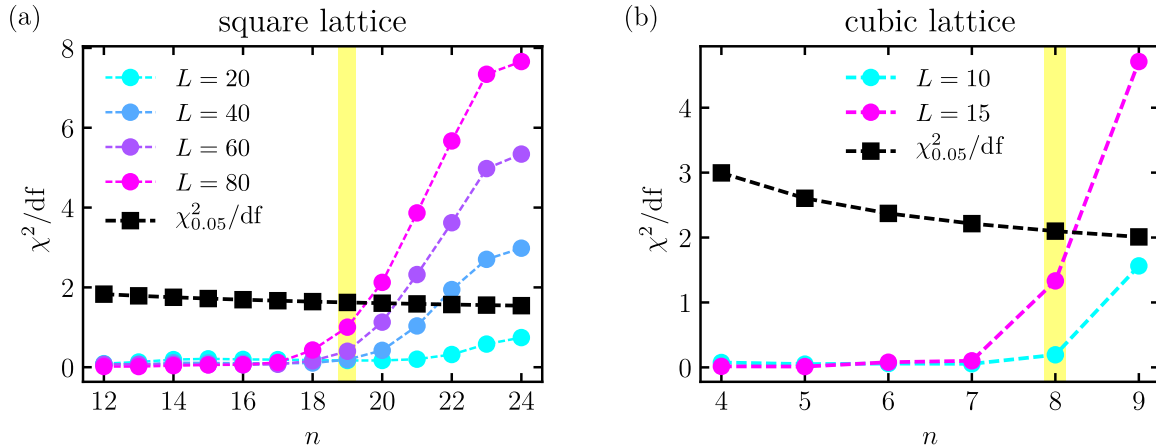 (a) square lattice
8
6
4
2
0
χ²/df
L = 20
L = 40
L = 60
L = 80
χ²₀.₀₅/df
12 14 16 18 20 22 24
n
(b) cubic lattice
4
3
2
1
0
χ²/df
L = 10
L = 15
χ²₀.₀₅/df
4 5 6 7 8 9
n